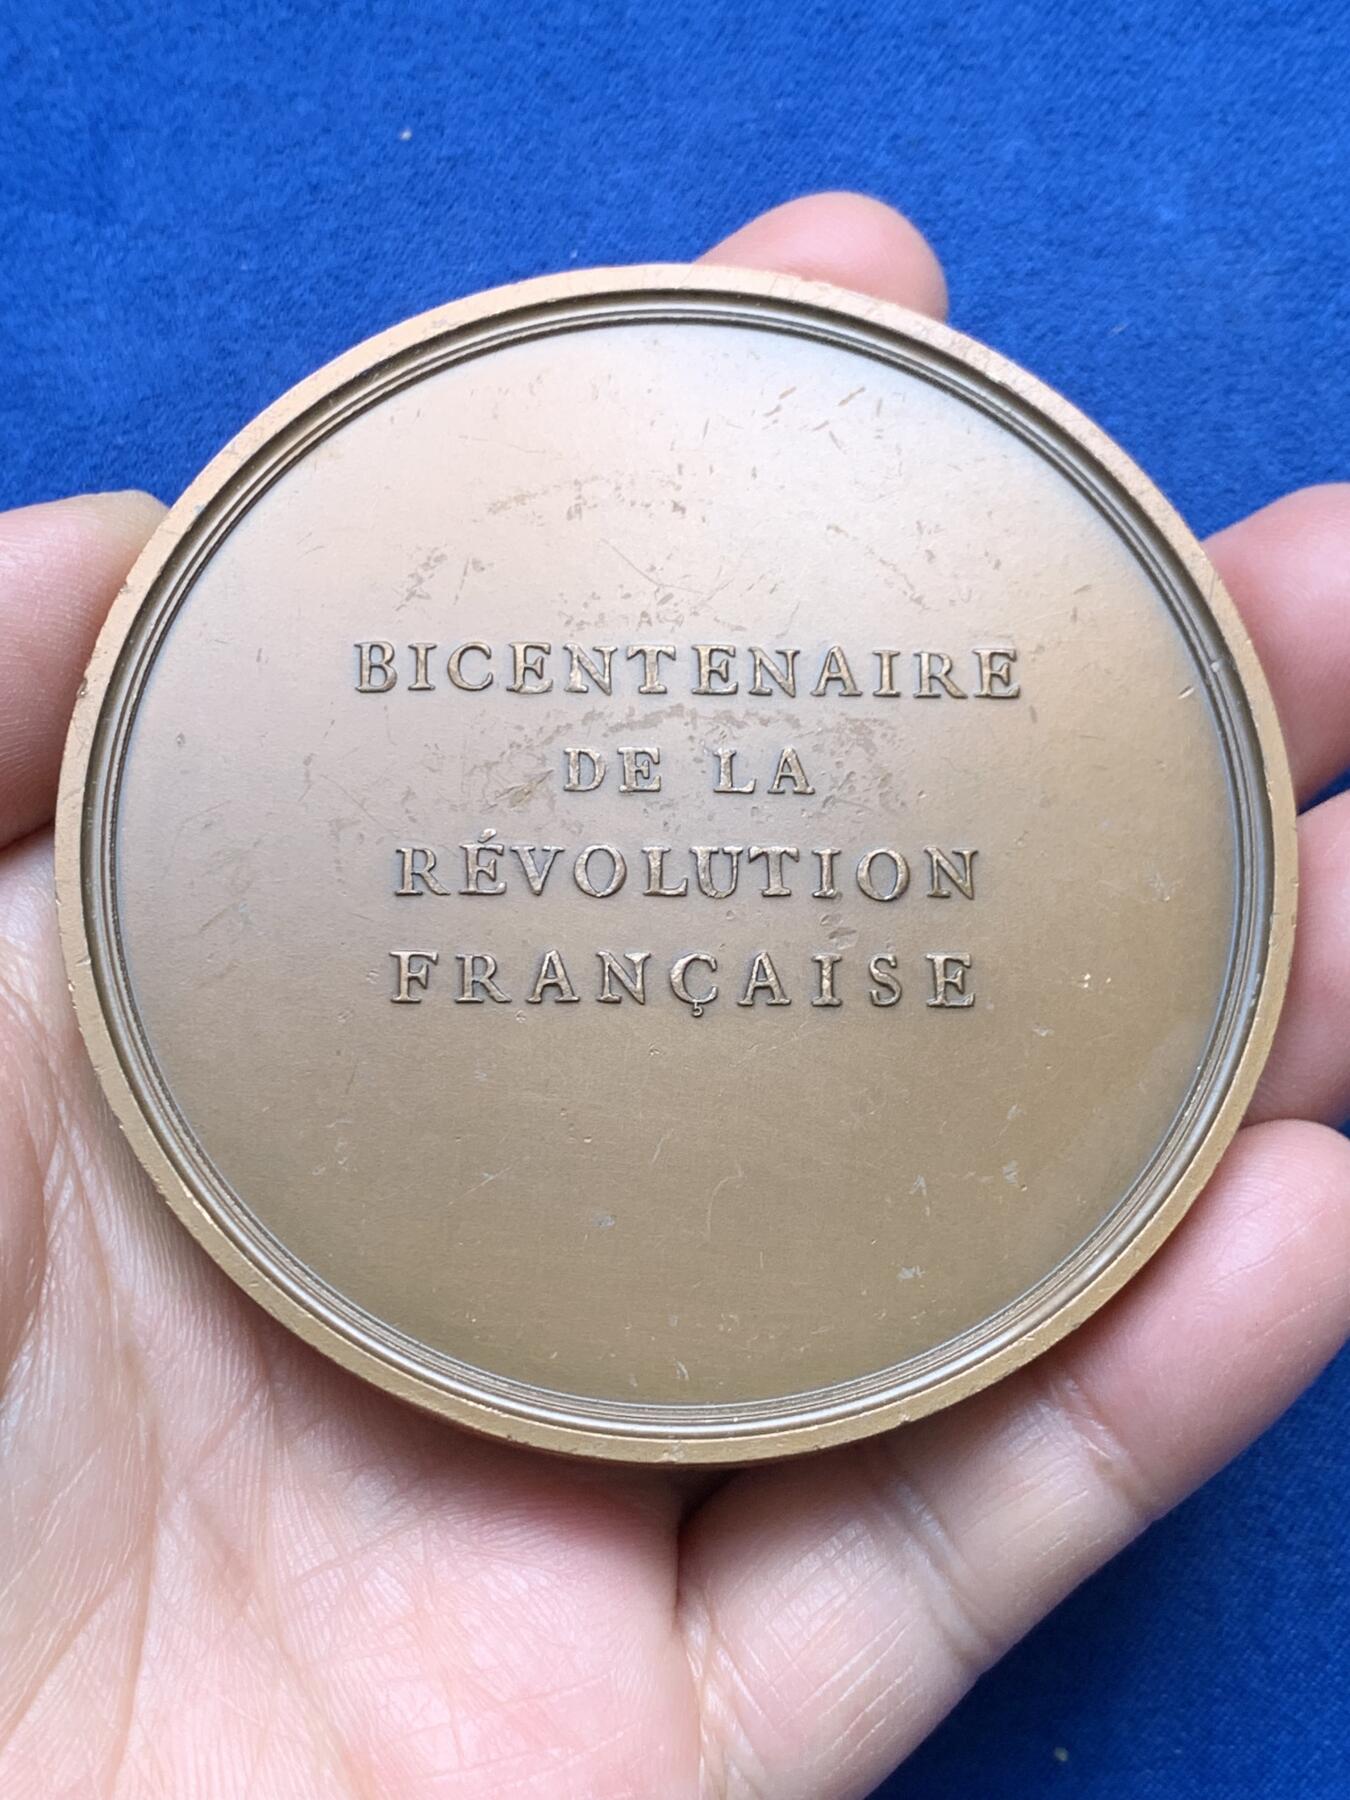 BICENTENAIRE
DE LA
RÉVOLUTION
FRANÇAISE